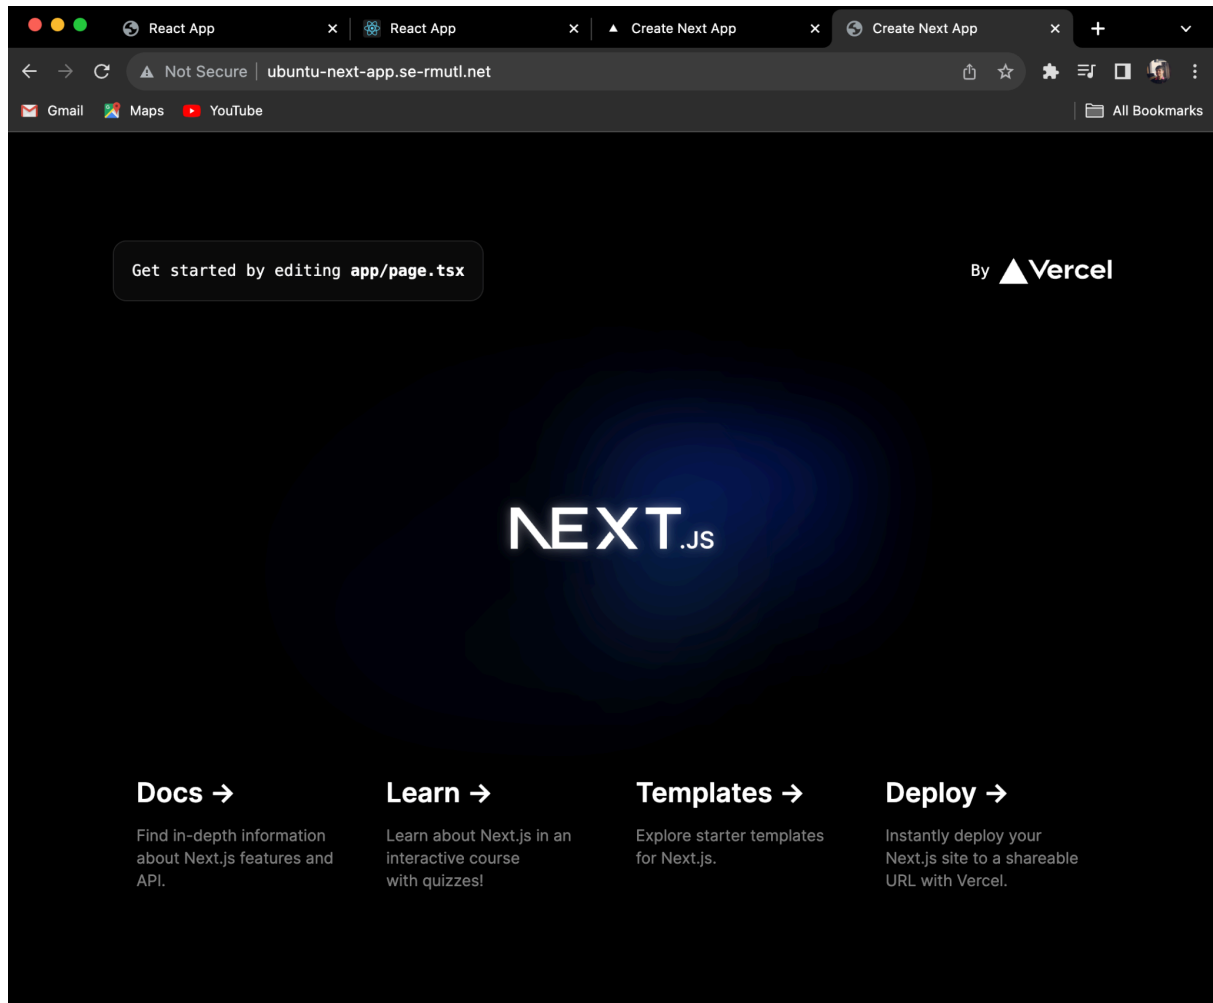 React App
React App
Create Next App
Create Next App
Not Secure
ubuntu-next-app.se-rmutl.net
Gmail
Maps
YouTube
All Bookmarks
Get started by editing app/page.tsx
By Vercel
NEXT.JS
Docs →
Find in-depth information
about Next.js features and
API.
Learn →
Learn about Next.js in an
interactive course
with quizzes!
Templates →
Explore starter templates
for Next.js.
Deploy →
Instantly deploy your
Next.js site to a shareable
URL with Vercel.